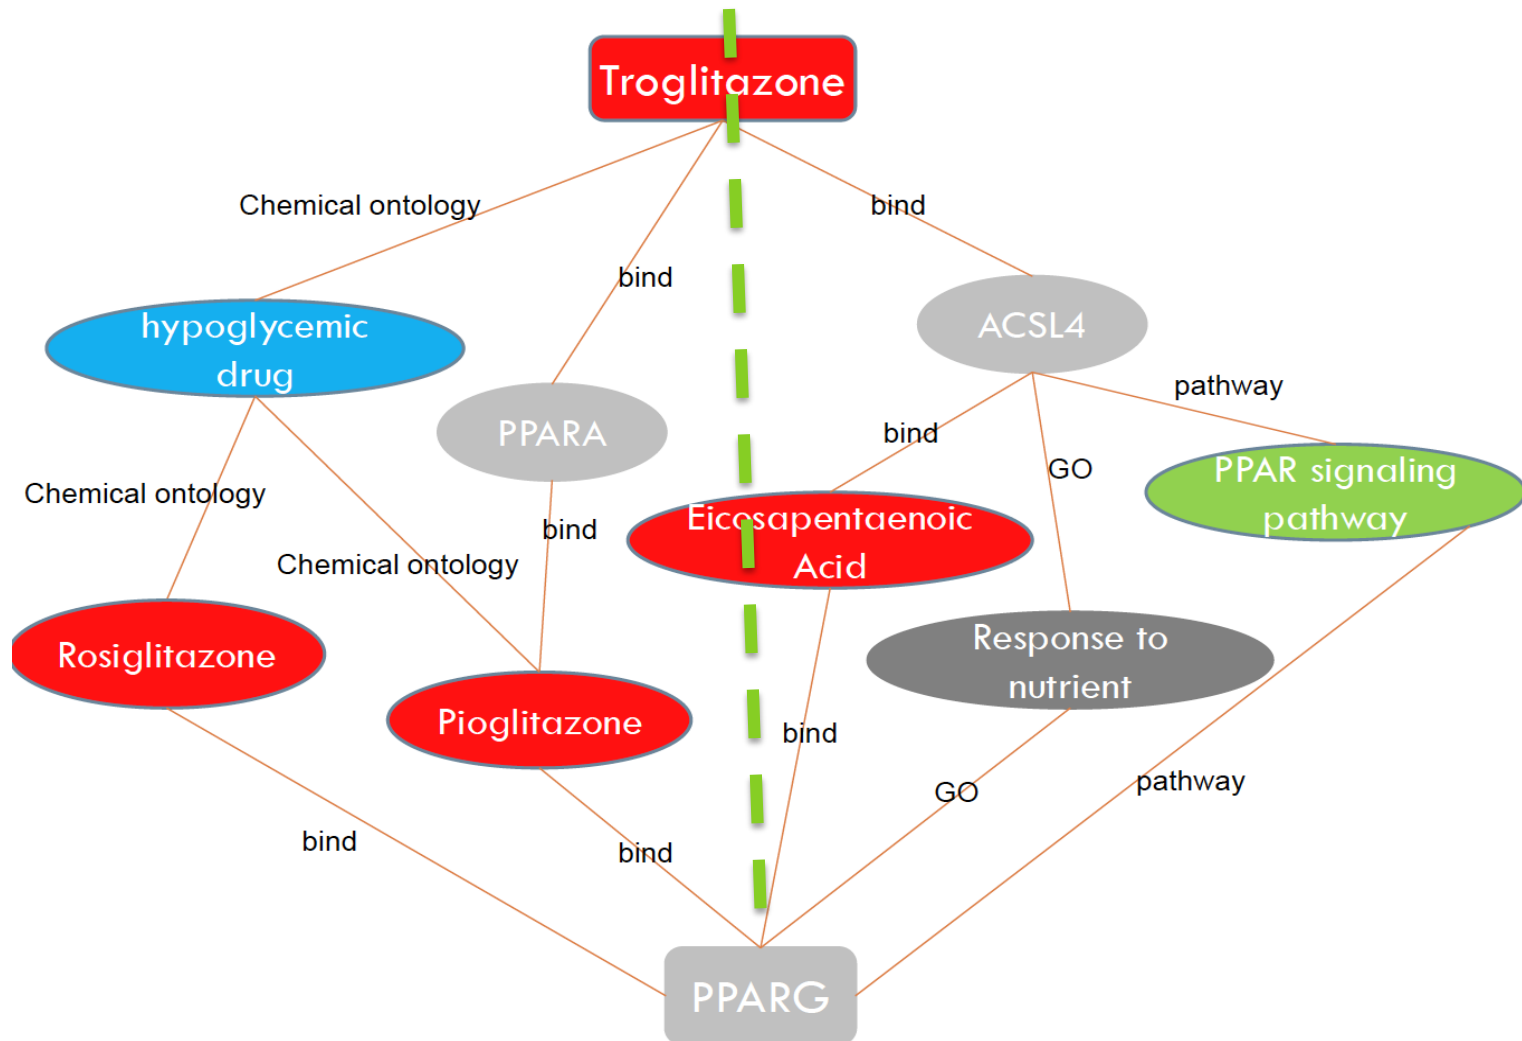 Troglitazone
Chemical ontology
bind
bind
hypoglycemic
drug
ACSL4
pathway
PPARA
bind
GO
PPAR signaling
pathway
Chemical ontology
bind
Eicosapentaenoic
Acid
Chemical ontology
Rosiglitazone
Response to
nutrient
Pioglitazone
bind
pathway
GO
bind
bind
PPARG